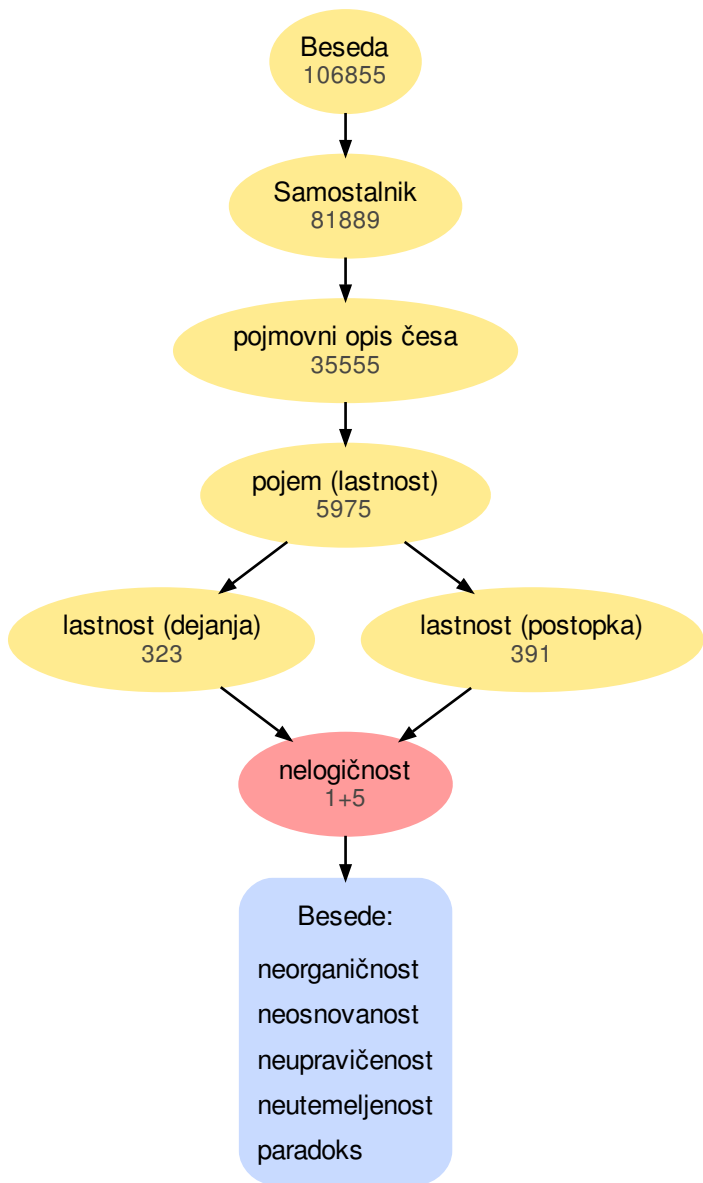 Beseda
106855
Samostalnik
81889
pojmovni opis česa
35555
pojem (lastnost)
5975
lastnost (dejanja)
323
lastnost (postopka)
391
nelogičnost
1+5
Besede:
neorganičnost
neosnovanost
neupravičenost
neutemeljenost
paradoks